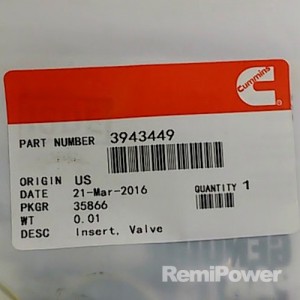 Cummins
PART NUMBER 3943449
ORIGIN US
DATE 21-Mar-2016 QUANTITY 1
PKGR 35866
WT 0.01
DESC Insert, Valve
RemiPower